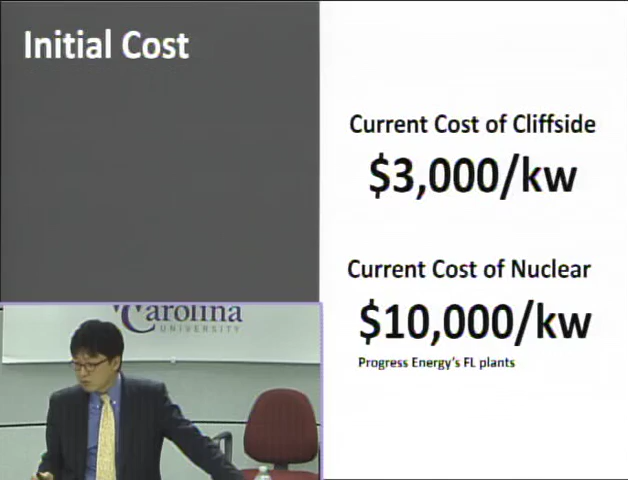 Initial Cost
Current Cost of Cliffside
$3,000/kw
Current Cost of Nuclear
$10,000/kw
Progress Energy's FL plants
Carolina
UNIVERSITY